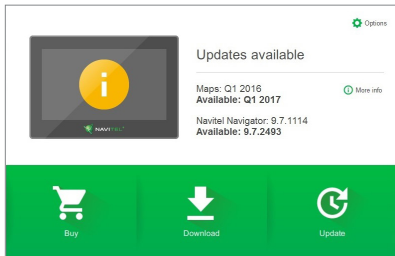 Options
Updates available
Maps: Q1 2016
Available: Q1 2017
More info
Navitel Navigator: 9.7.1114
Available: 9.7.2493
NAVITEL
Buy
Download
Update